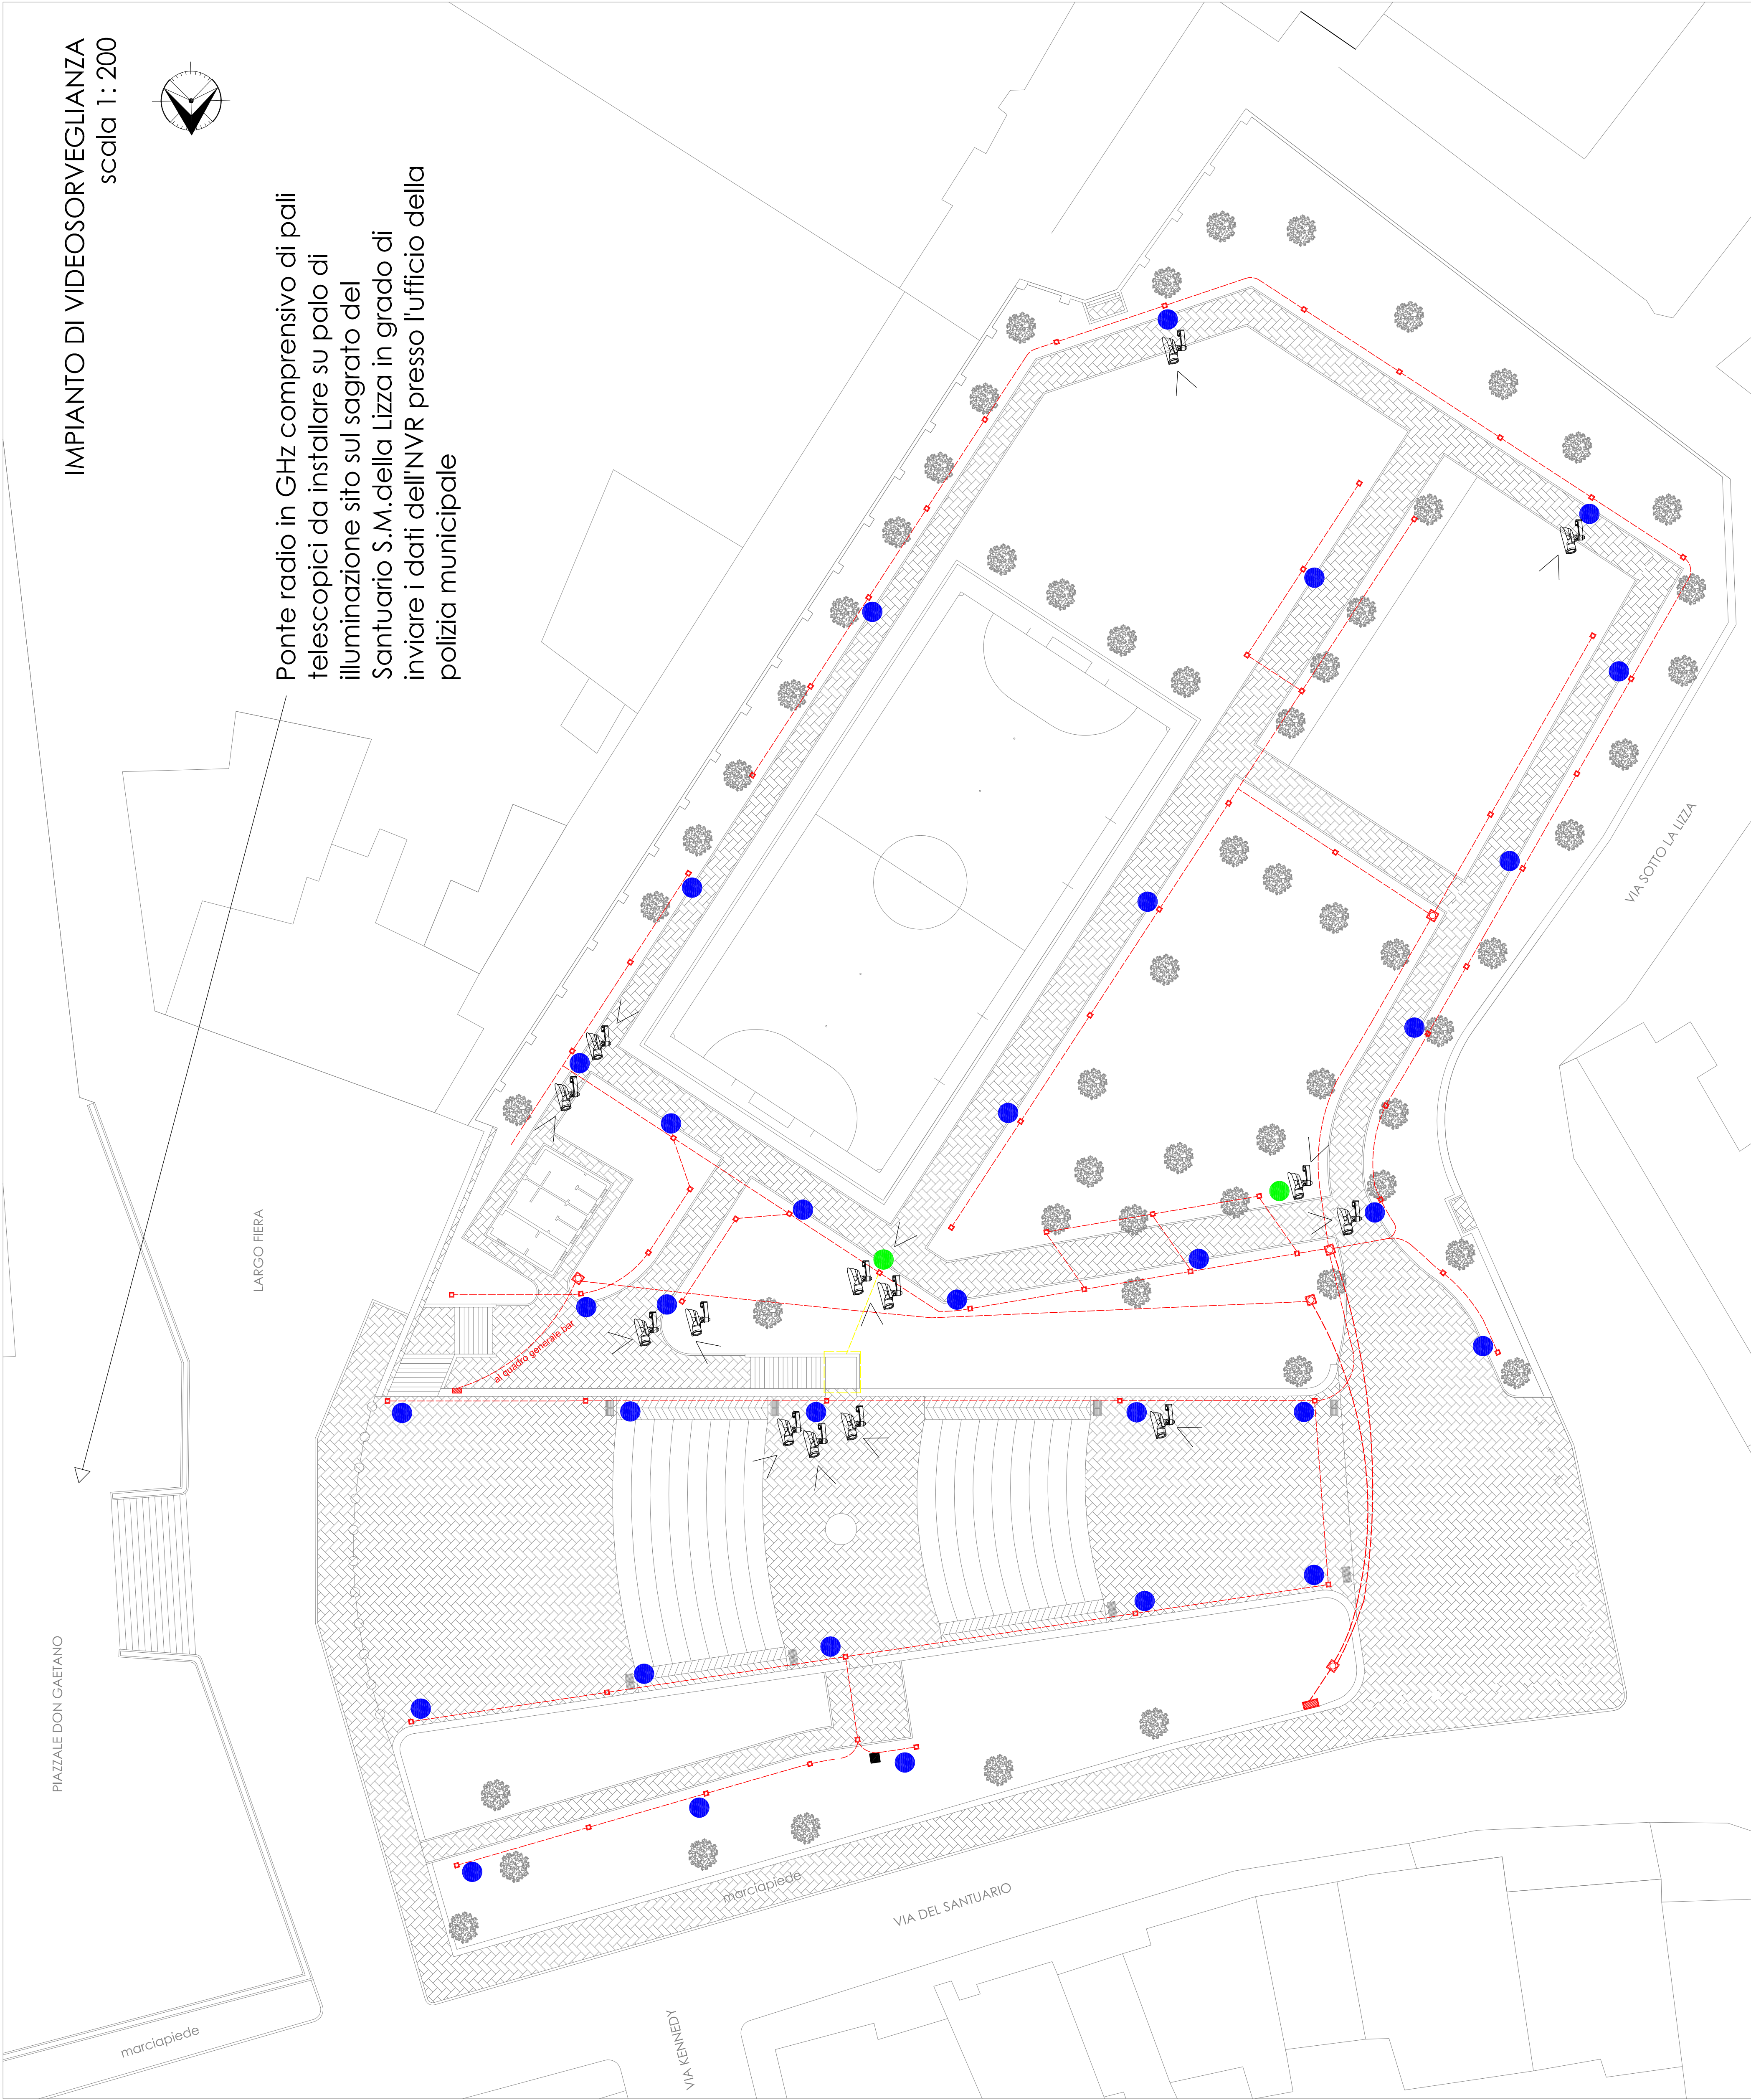 IMPIANTO DI VIDEOSORVEGLIANZA
scala 1: 200
Ponte radio in GHz comprensivo di pali
telescopici da installare su palo di
illuminazione sito sul sagrato del
Santuario S.M.della Lizza in grado di
inviare i dati dell'NVR presso l'ufficio della
polizia municipale
LARGO FIERA
PIAZZALE DON GAETANO
al quadro generale bar
VIA SOTTO LA LIZZA
marciapiede
VIA DEL SANTUARIO
VIA KENNEDY
marciapiede